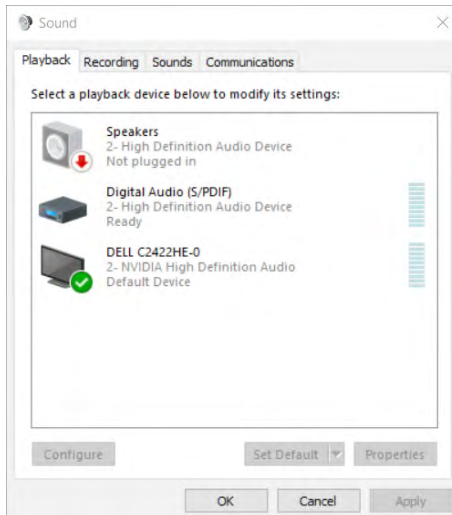 Sound
Playback Recording Sounds Communications
Select a playback device below to modify its settings:
Speakers
2- High Definition Audio Device
Not plugged in
Digital Audio (S/PDIF)
2- High Definition Audio Device
Ready
DELL C2422HE-0
2- NVIDIA High Definition Audio
Default Device
Configure Set Default Properties
OK Cancel Apply